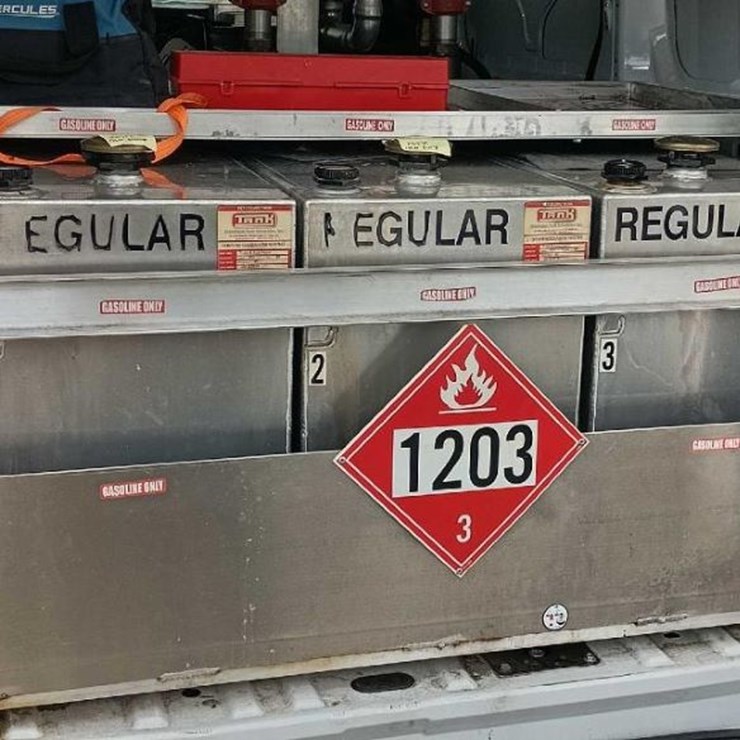 ERCULES
GASOLINE ONLY
GASOLINE ONLY
GASOLINE ONLY
EGULAR
TANK
EGULAR
TANK
REGULA
GASOLINE ONLY
GASOLINE ONLY
GASOLINE ONLY
2
3
1203
3
GASOLINE ONLY
GASOLINE ONLY